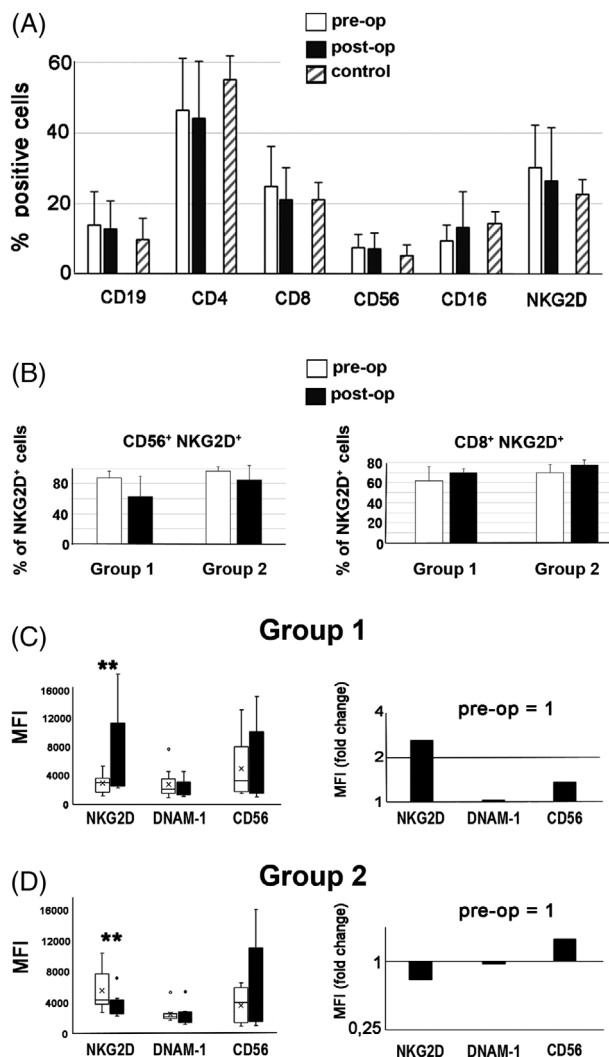 (A)
pre-op
post-op
control
% positive cells
60
40
20
0
CD19 CD4 CD8 CD56 CD16 NKG2D
(B)
pre-op
post-op
CD56⁺ NKG2D⁺
% of NKG2D⁺ cells
80
40
0
Group 1 Group 2
CD8⁺ NKG2D⁺
% of NKG2D⁺ cells
80
60
40
20
0
Group 1 Group 2
(C)
Group 1
**
MFI
16000
12000
8000
4000
0
NKG2D DNAM-1 CD56
pre-op = 1
MFI (fold change)
4
2
1
NKG2D DNAM-1 CD56
(D)
Group 2
**
MFI
16000
12000
8000
4000
0
NKG2D DNAM-1 CD56
pre-op = 1
MFI (fold change)
1
0,25
NKG2D DNAM-1 CD56